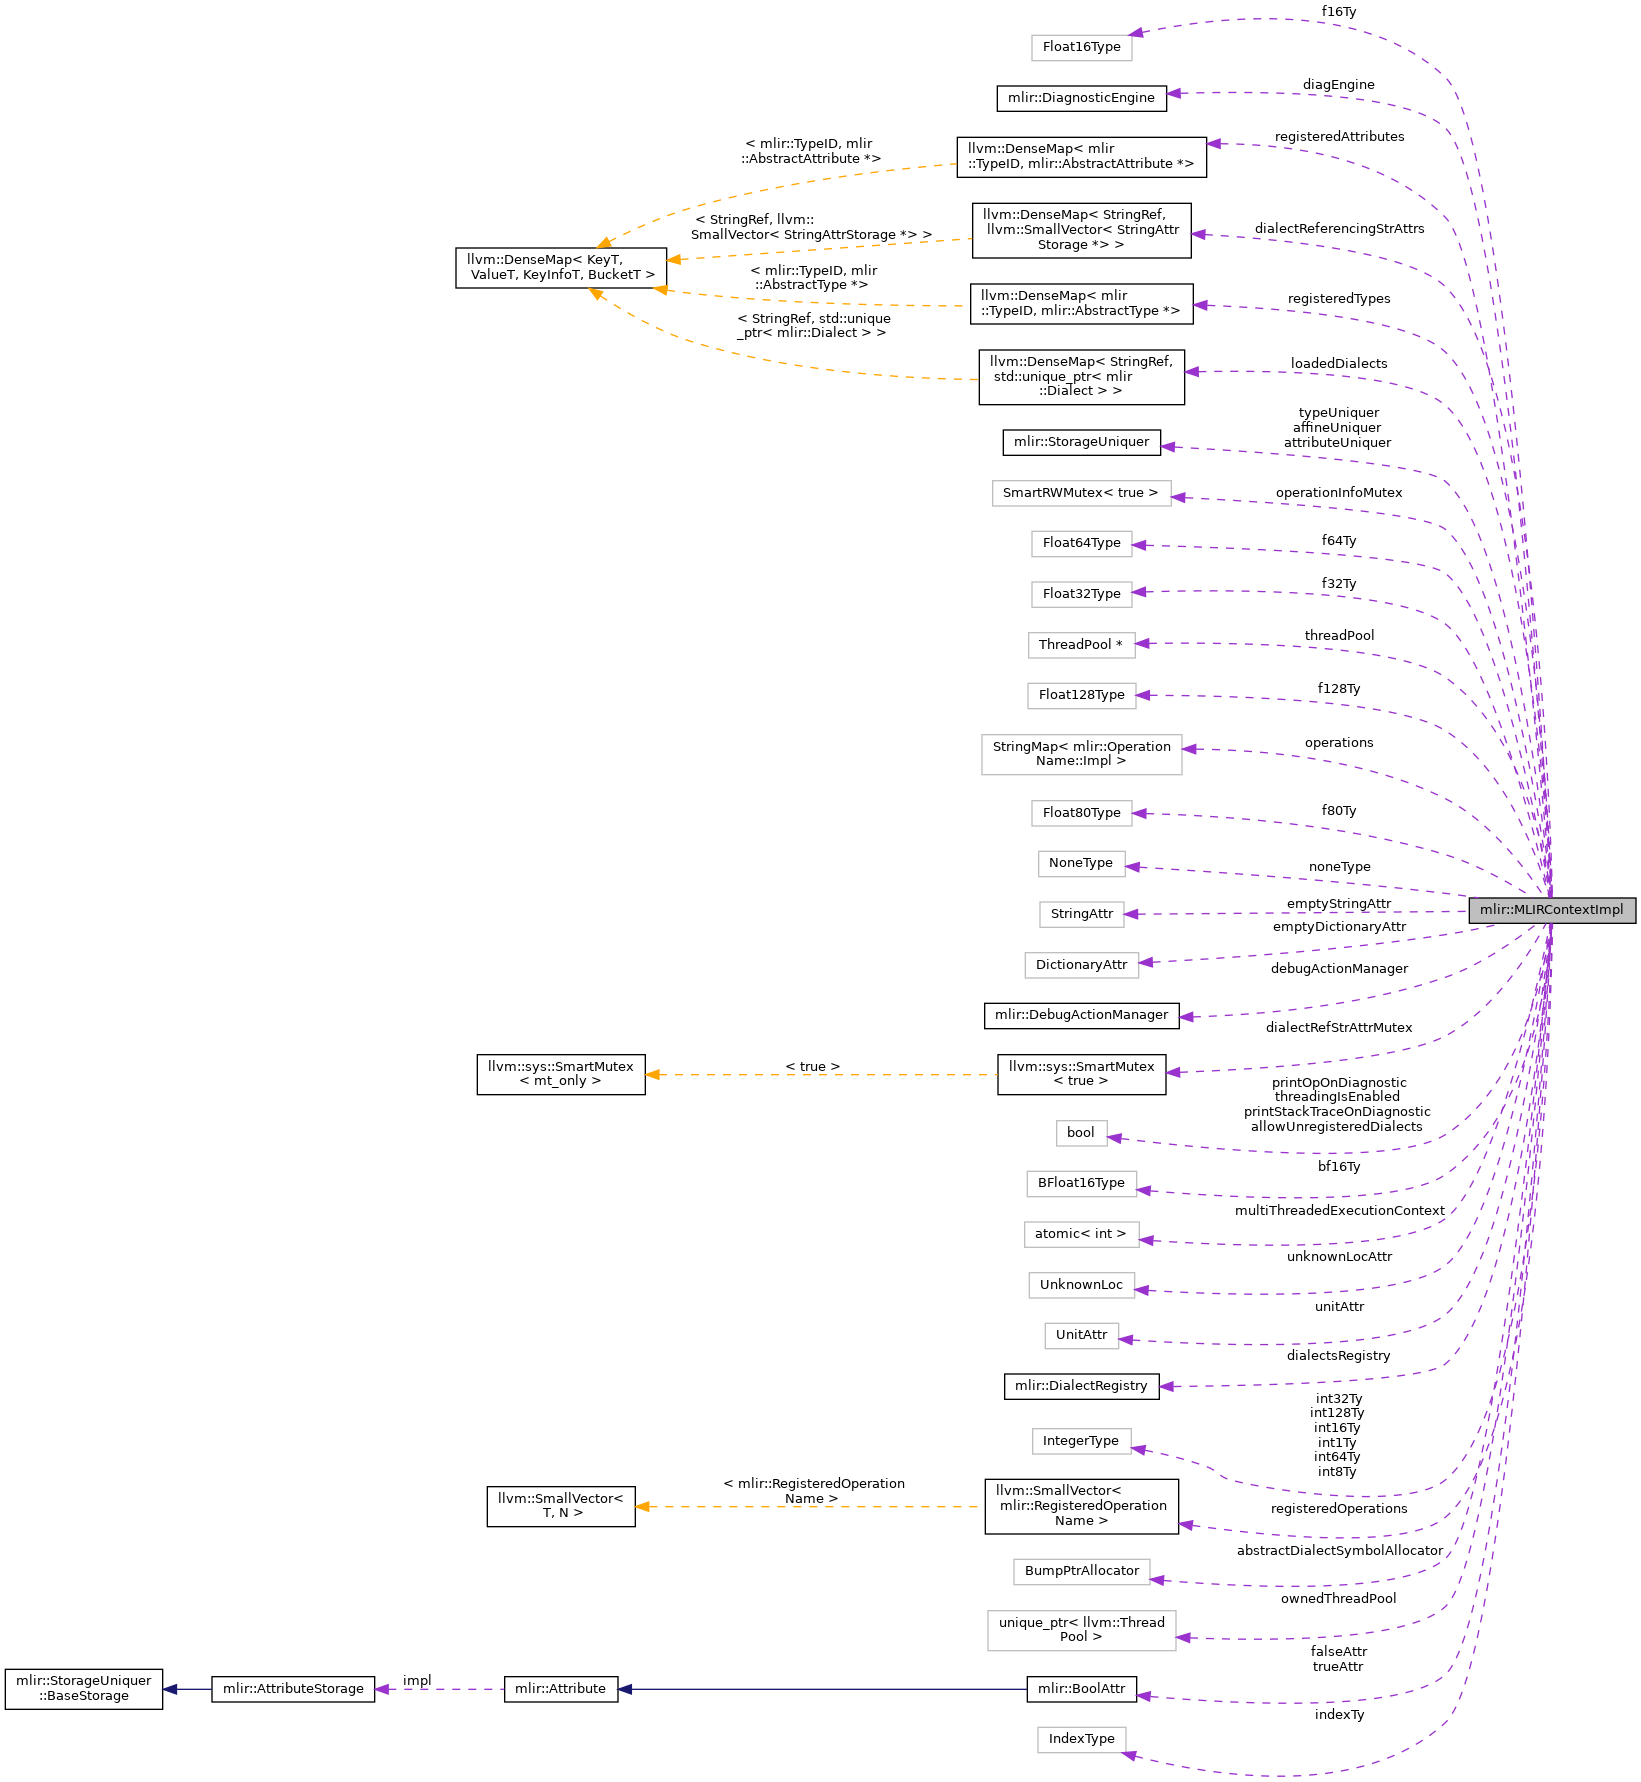 f16Ty
Float16Type
diagEngine
mlir::DiagnosticEngine
registeredAttributes
< mlir::TypeID, mlir
::AbstractAttribute *>
llvm::DenseMap< mlir
::TypeID, mlir::AbstractAttribute *>
< StringRef, llvm::
SmallVector< StringAttrStorage *> >
llvm::DenseMap< StringRef,
llvm::SmallVector< StringAttr
Storage *> >
dialectReferencingStrAttrs
llvm::DenseMap< KeyT,
ValueT, KeyInfoT, BucketT >
< mlir::TypeID, mlir
::AbstractType *>
llvm::DenseMap< mlir
::TypeID, mlir::AbstractType *>
registeredTypes
< StringRef, std::unique
_ptr< mlir::Dialect > >
llvm::DenseMap< StringRef,
std::unique_ptr< mlir
::Dialect > >
loadedDialects
typeUniquer
affineUniquer
attributeUniquer
mlir::StorageUniquer
SmartRWMutex< true >
operationInfoMutex
Float64Type
f64Ty
Float32Type
f32Ty
ThreadPool *
threadPool
Float128Type
f128Ty
StringMap< mlir::Operation
Name::Impl >
operations
Float80Type
f80Ty
NoneType
noneType
StringAttr
emptyStringAttr
mlir::MLIRContextImpl
emptyDictionaryAttr
DictionaryAttr
debugActionManager
mlir::DebugActionManager
dialectRefStrAttrMutex
llvm::sys::SmartMutex
< mt_only >
< true >
llvm::sys::SmartMutex
< true >
printOpOnDiagnostic
threadingIsEnabled
printStackTraceOnDiagnostic
allowUnregisteredDialects
bool
bf16Ty
BFloat16Type
multiThreadedExecutionContext
atomic< int >
unknownLocAttr
UnknownLoc
unitAttr
UnitAttr
dialectsRegistry
mlir::DialectRegistry
int32Ty
int128Ty
int16Ty
int1Ty
int64Ty
int8Ty
IntegerType
llvm::SmallVector<
T, N >
< mlir::RegisteredOperation
Name >
llvm::SmallVector<
mlir::RegisteredOperation
Name >
registeredOperations
abstractDialectSymbolAllocator
BumpPtrAllocator
ownedThreadPool
unique_ptr< llvm::Thread
Pool >
falseAttr
trueAttr
mlir::StorageUniquer
::BaseStorage
mlir::AttributeStorage
impl
mlir::Attribute
mlir::BoolAttr
indexTy
IndexType